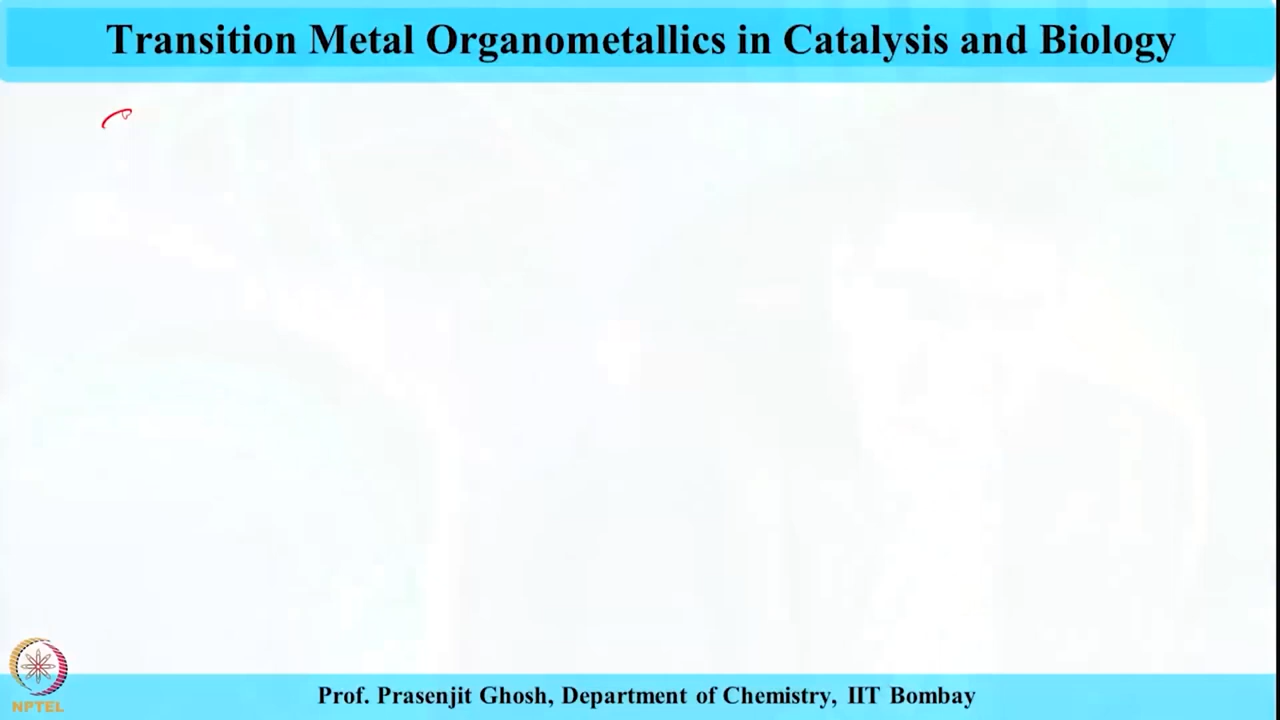 Transition Metal Organometallics in Catalysis and Biology
NPTEL
Prof. Prasenjit Ghosh, Department of Chemistry, IIT Bombay